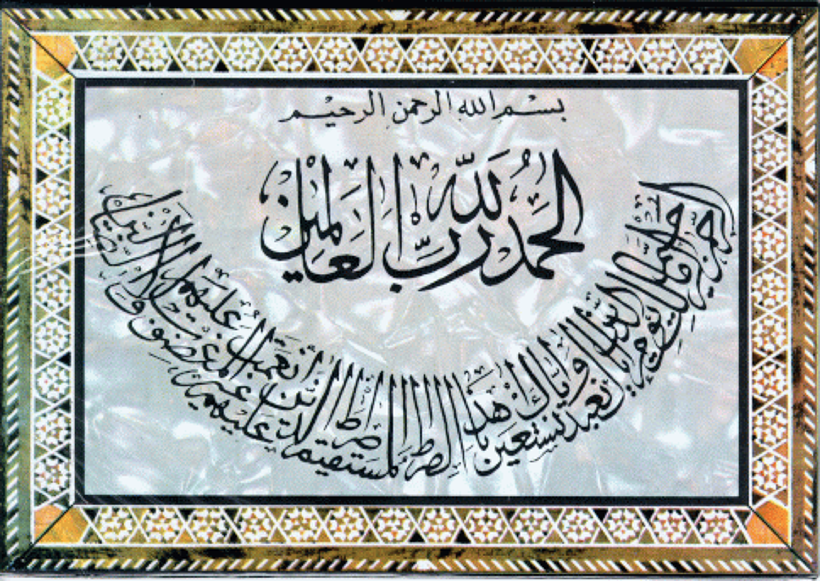 بسم الله الرحمن الرحيم
الحمد لله رب العالمين
الرحمن الرحيم مالك يوم الدين إياك نعبد وإياك نستعين اهدنا الصراط المستقيم صراط الذين أنعمت عليهم غير المغضوب عليهم ولا الضالين